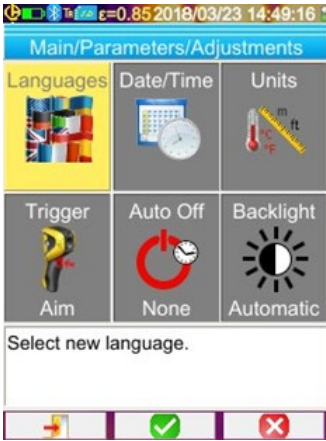 ε=0.85 2018/03/23 14:49:16
Main/Parameters/Adjustments
Languages Date/Time Units
m
ft
°C
°F
Trigger Auto Off Backlight
Aim None Automatic
Select new language.